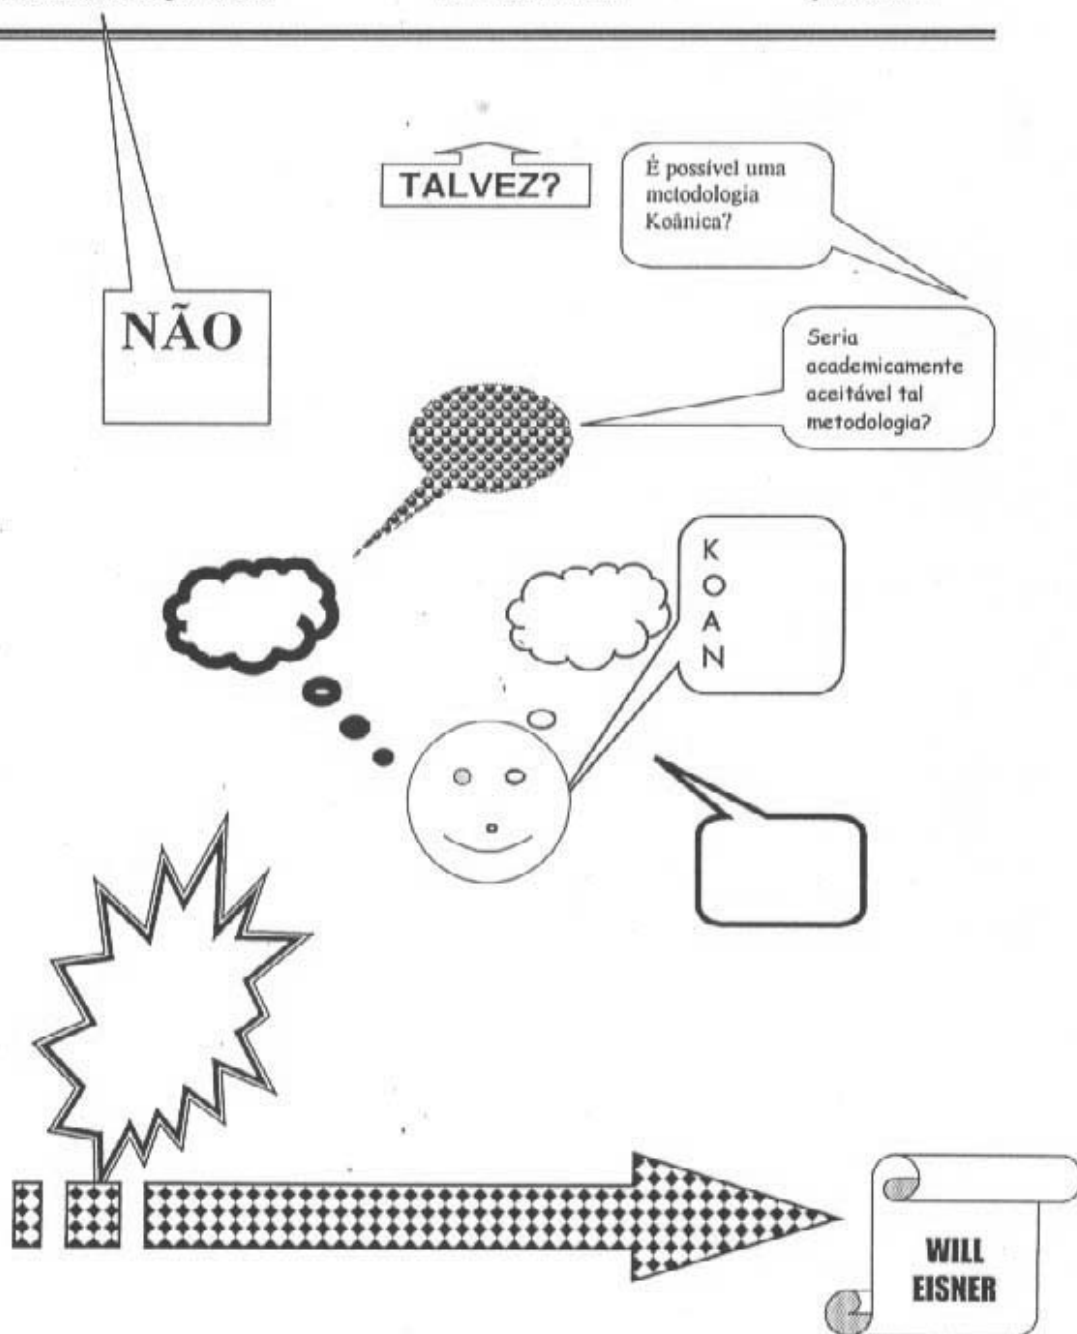 TALVEZ?
É possível uma
metodologia
Koânica?
NÃO
Seria
academicamente
aceitável tal
metodologia?
K
O
A
N
WILL
EISNER